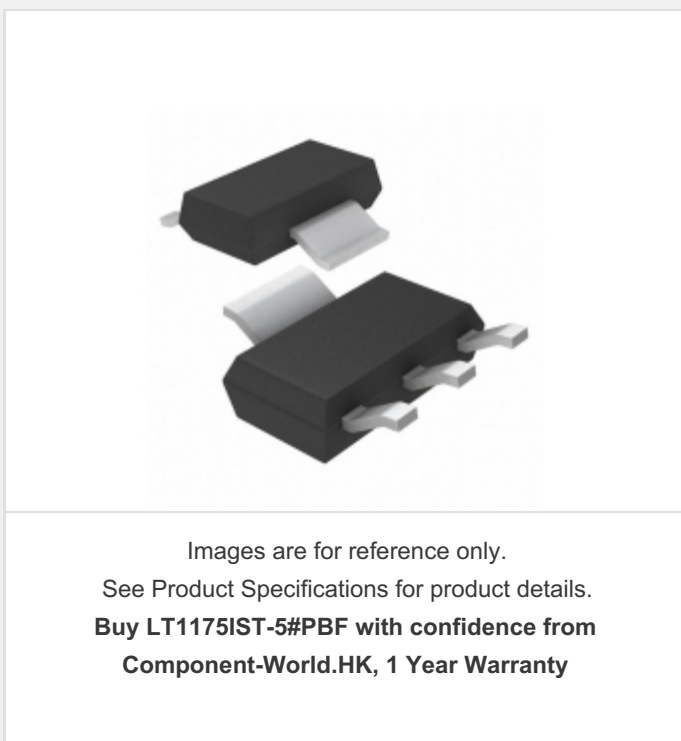 Images are for reference only.
See Product Specifications for product details.
Buy LT1175IST-5#PBF with confidence from
Component-World.HK, 1 Year Warranty